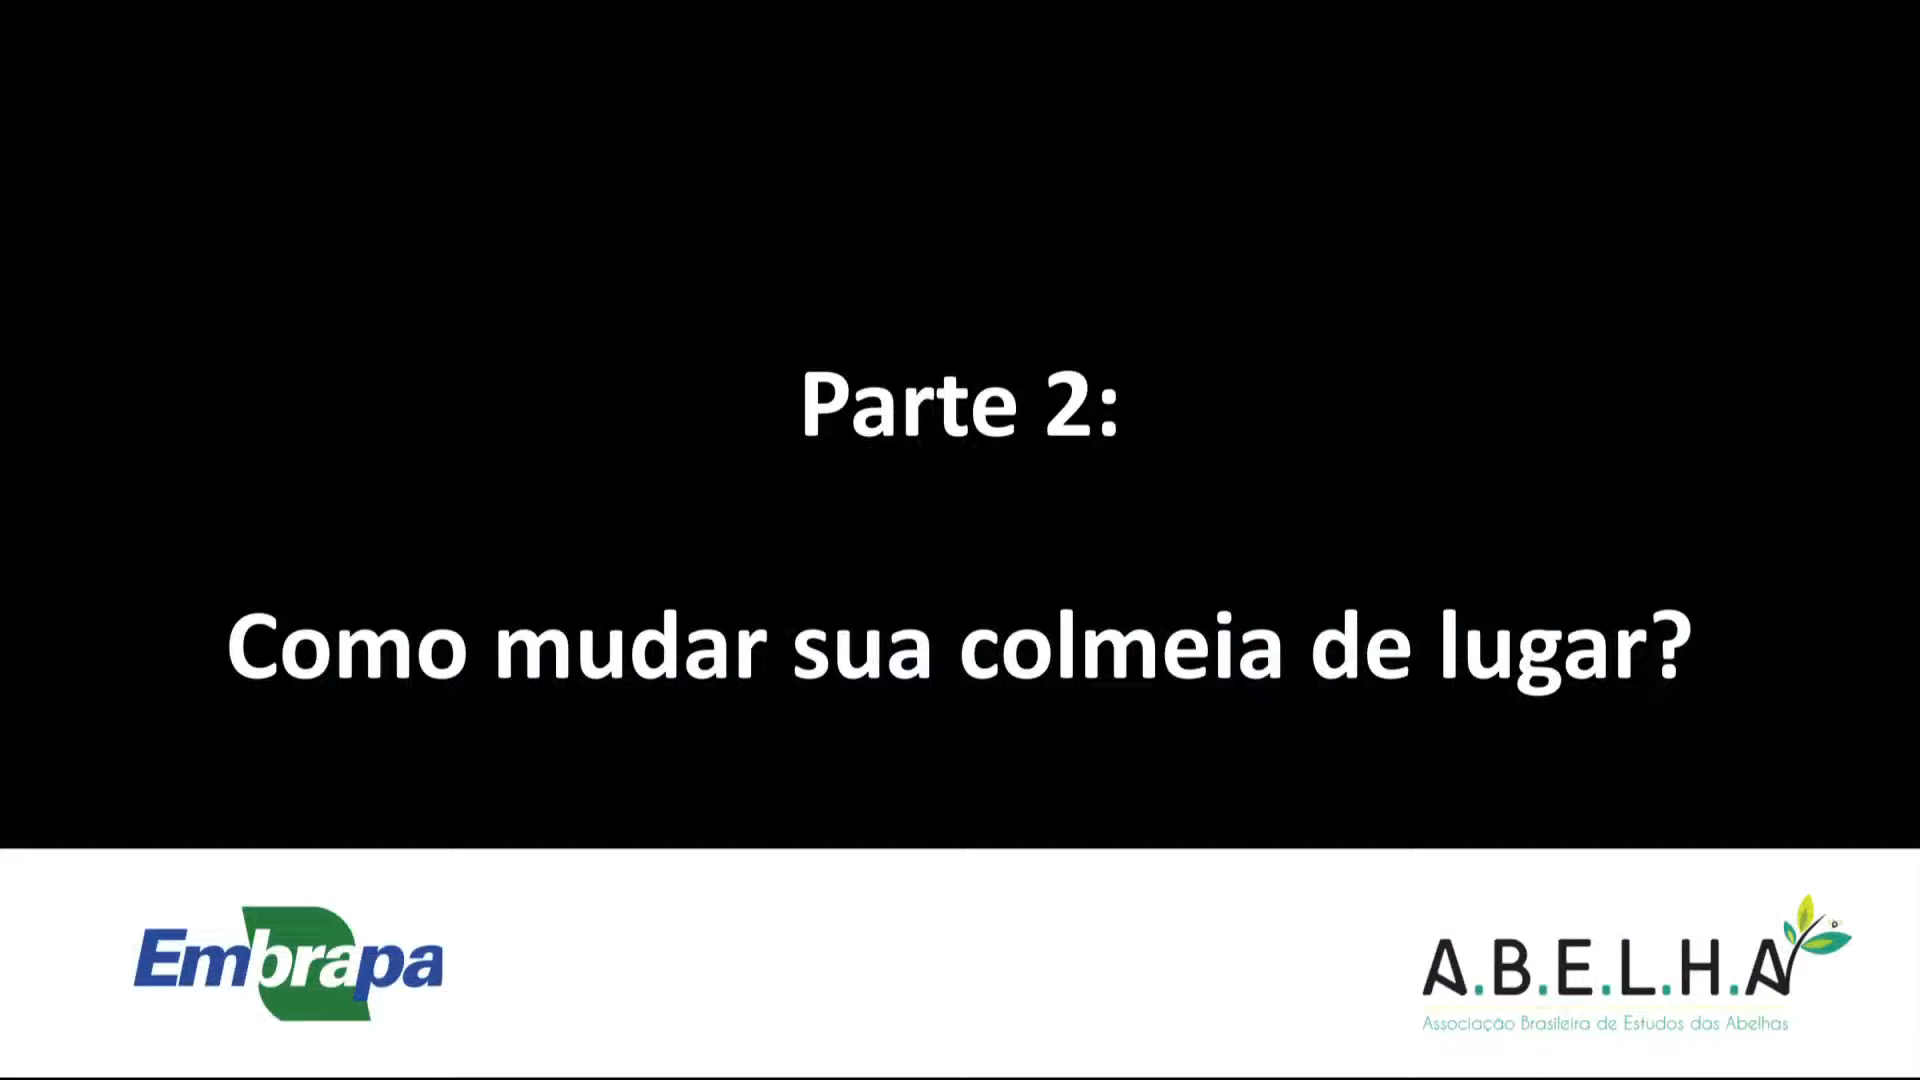 Parte 2:
Como mudar sua colmeia de lugar?
Embrapa
A.B.E.L.H.A
Associação Brasileira de Estudos das Abelhas